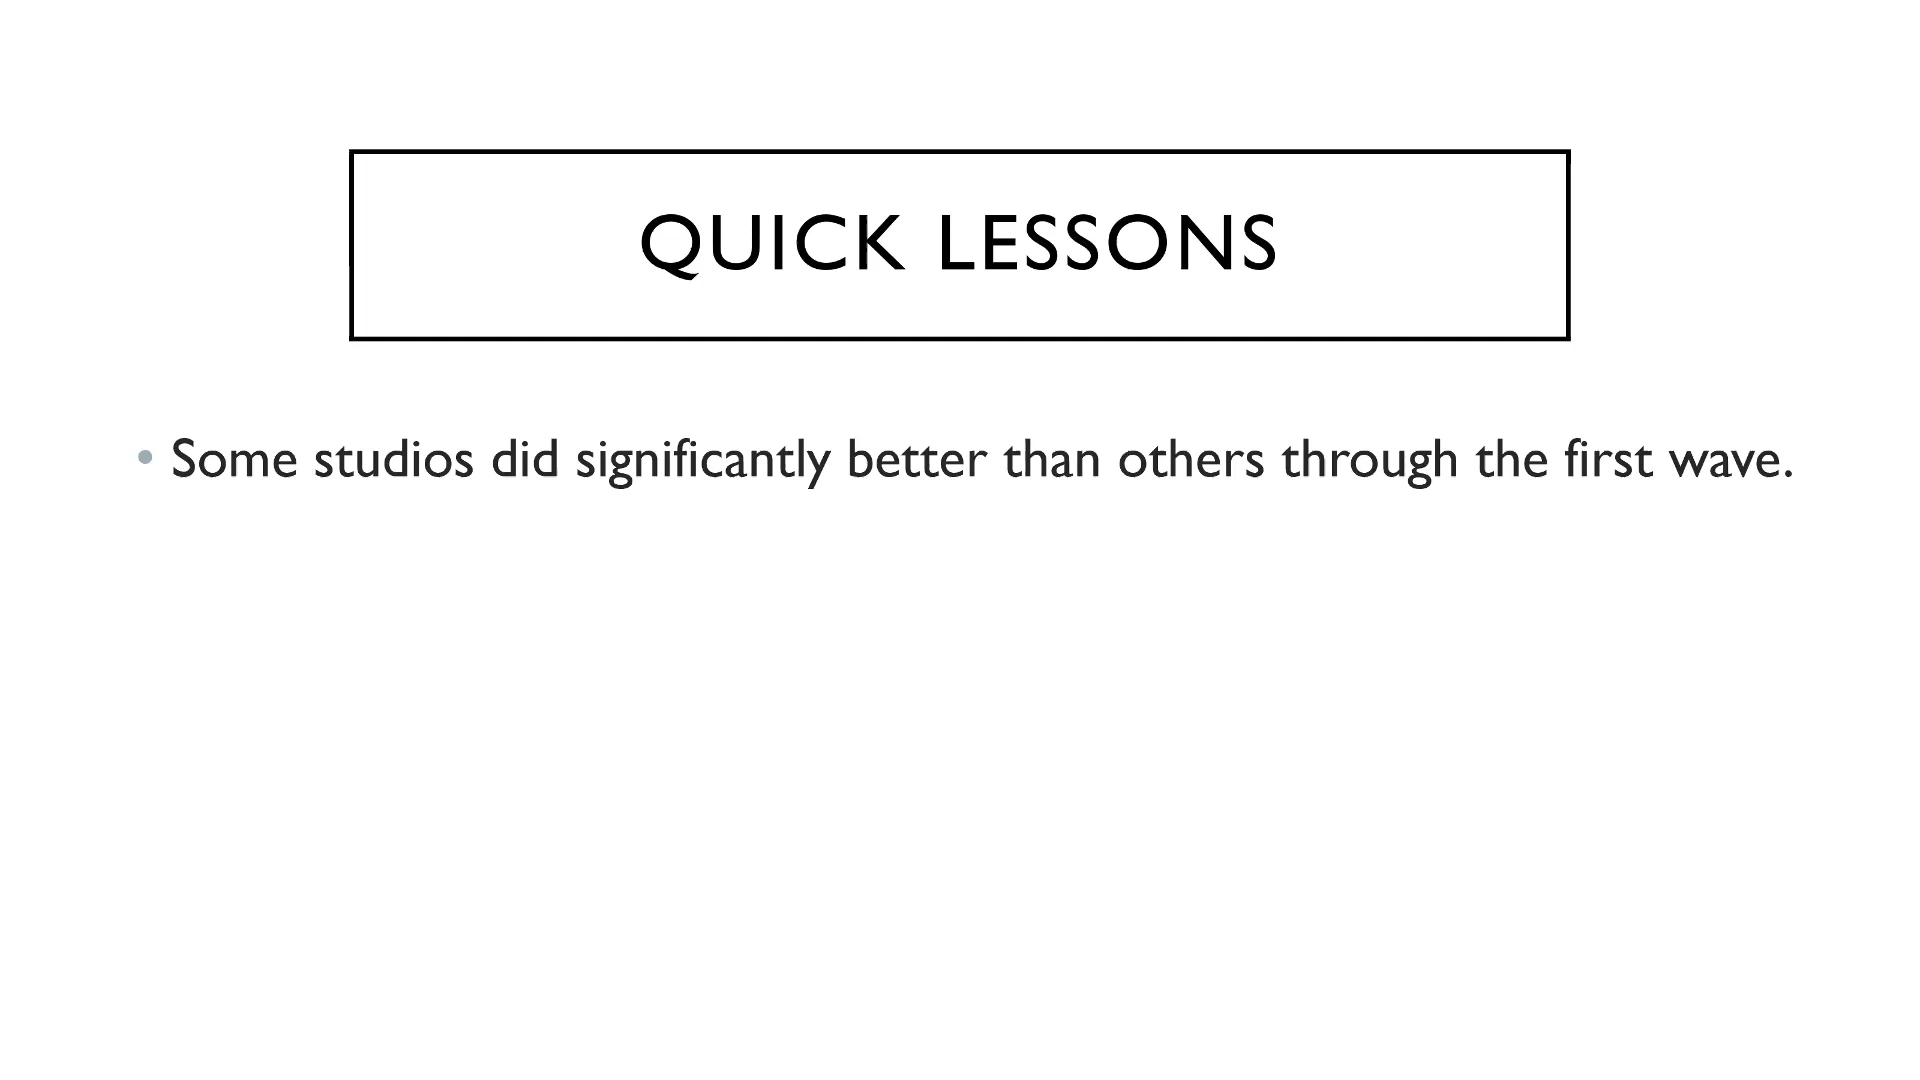 QUICK LESSONS
• Some studios did significantly better than others through the first wave.